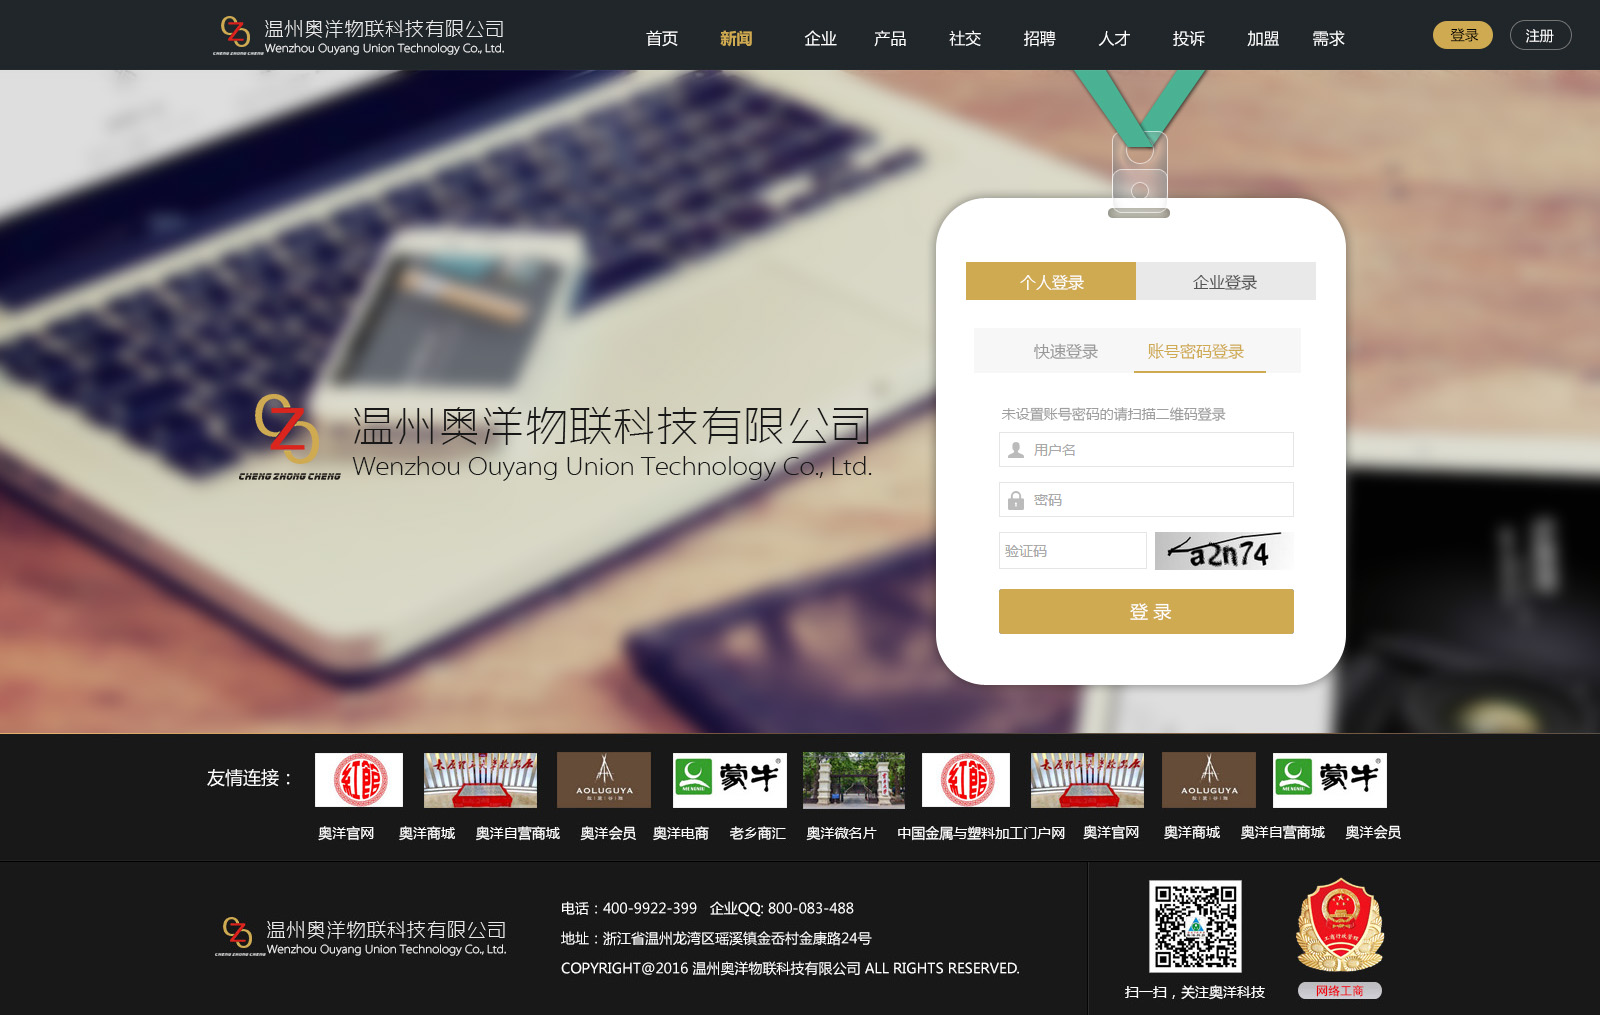 温州奥洋物联科技有限公司
Wenzhou Ouyang Union Technology Co., Ltd.
CHENG ZHONG CHENG
首页 新闻 企业 产品 社交 招聘 人才 投诉 加盟 需求
登录 注册
个人登录 企业登录
快速登录 账号密码登录
未设置账号密码的请扫描二维码登录
用户名
密码
验证码 a2n74
登 录
温州奥洋物联科技有限公司
Wenzhou Ouyang Union Technology Co., Ltd.
CHENG ZHONG CHENG
友情连接：
紅館
AOLUGUYA
MENGNIU 蒙牛®
紅館
AOLUGUYA
MENGNIU 蒙牛®
奥洋官网 奥洋商城 奥洋自营商城 奥洋会员 奥洋电商 老乡商汇 奥洋微名片 中国金属与塑料加工门户网 奥洋官网 奥洋商城 奥洋自营商城 奥洋会员
温州奥洋物联科技有限公司
Wenzhou Ouyang Union Technology Co., Ltd.
CHENG ZHONG CHENG
电话：400-9922-399 企业QQ: 800-083-488
地址：浙江省温州龙湾区瑶溪镇金岙村金康路24号
COPYRIGHT@2016 温州奥洋物联科技有限公司 ALL RIGHTS RESERVED.
扫一扫，关注奥洋科技
工商行政管理
网络工商